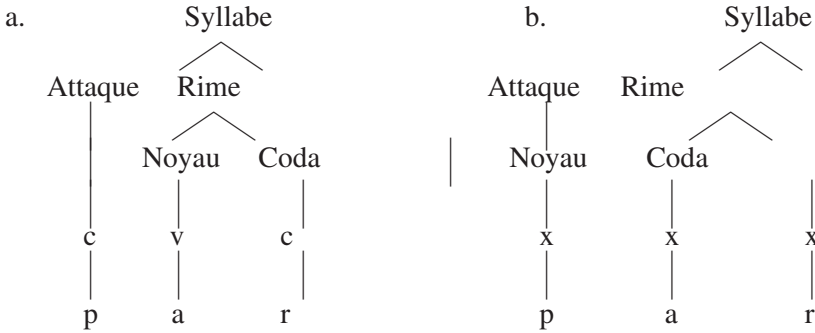 a. Syllabe b. Syllabe
Attaque Rime Attaque Rime
Noyau Coda Noyau Coda
c v c x x x
p a r p a r